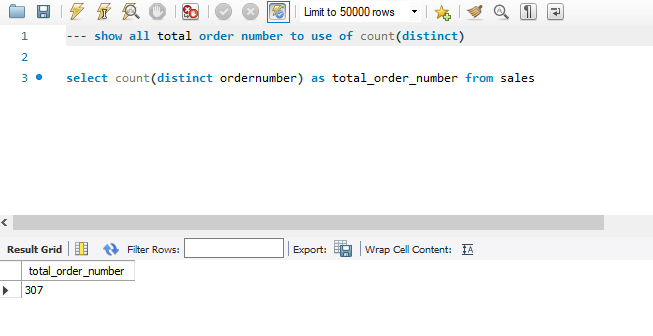 Limit to 50000 rows
1 --- show all total order number to use of count(distinct)
2
3 select count(distinct ordernumber) as total_order_number from sales
Result Grid Filter Rows: Export: Wrap Cell Content:
total_order_number
307